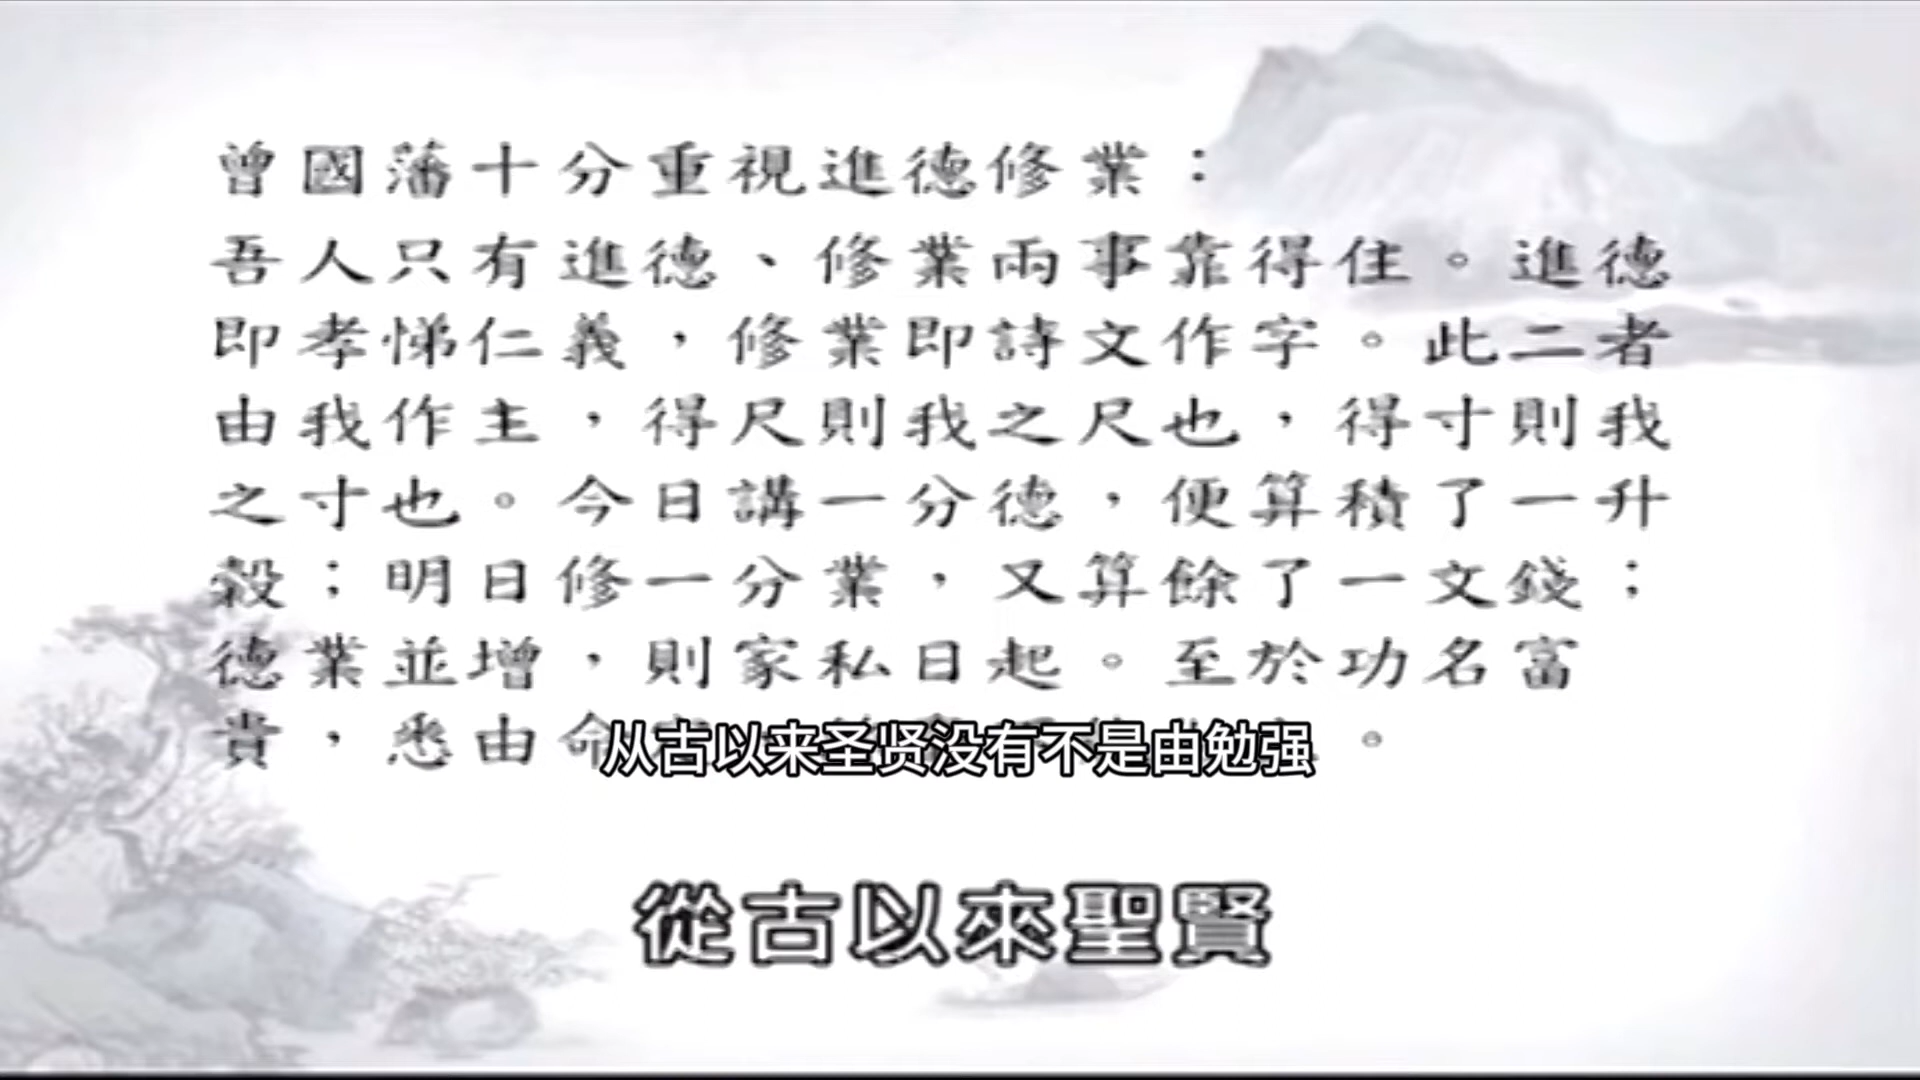 曾國藩十分重視進德修業：
吾人只有進德、修業兩事靠得住。進德
即孝悌仁義，修業即詩文作字。此二者
由我作主，得尺則我之尺也，得寸則我
之寸也。今日講一分德，便算積了一升
穀；明日修一分業，又算餘了一文錢；
德業並增，則家私日起。至於功名富
貴，悉由命 。
从古以来圣贤没有不是由勉强
從古以來聖賢